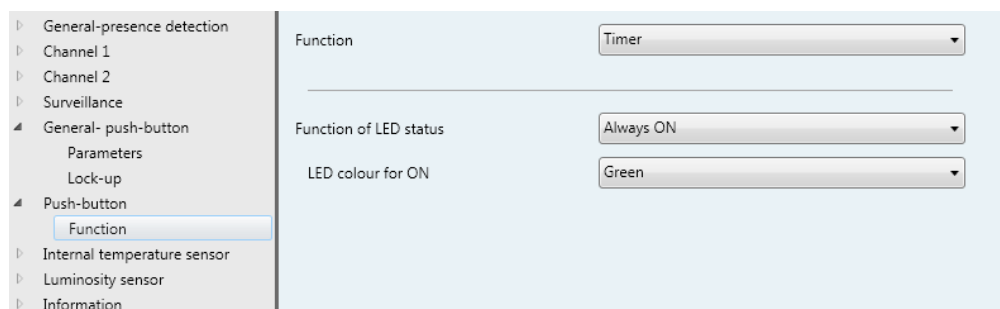 General-presence detection
Channel 1
Channel 2
Surveillance
General- push-button
Parameters
Lock-up
Push-button
Function
Internal temperature sensor
Luminosity sensor
Information
Function Timer
Function of LED status Always ON
LED colour for ON Green